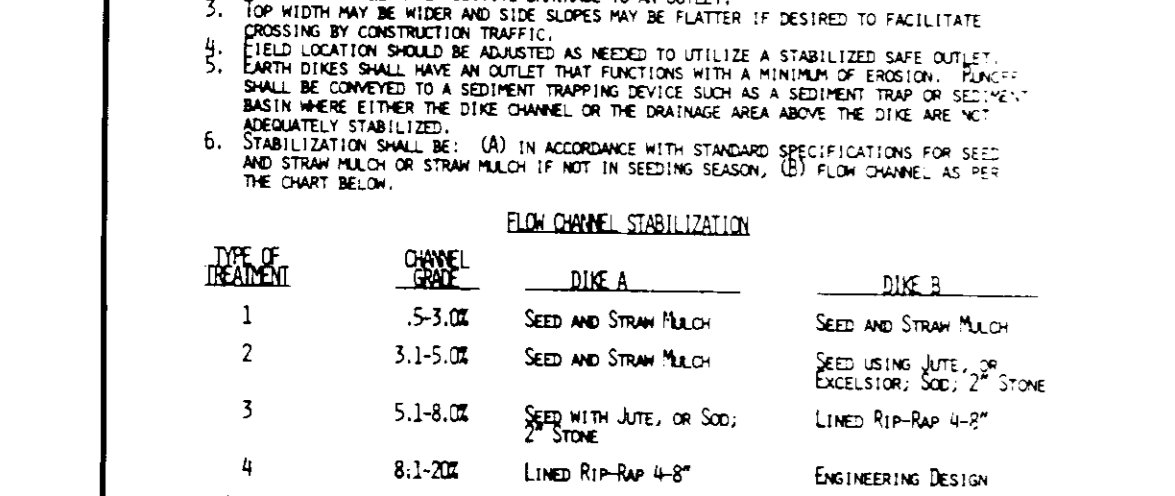 3. TOP WIDTH MAY BE WIDER AND SIDE SLOPES MAY BE FLATTER IF DESIRED TO FACILITATE
CROSSING BY CONSTRUCTION TRAFFIC.
4. FIELD LOCATION SHOULD BE ADJUSTED AS NEEDED TO UTILIZE A STABILIZED SAFE OUTLET.
5. EARTH DIKES SHALL HAVE AN OUTLET THAT FUNCTIONS WITH A MINIMUM OF EROSION. RUNOFF
SHALL BE CONVEYED TO A SEDIMENT TRAPPING DEVICE SUCH AS A SEDIMENT TRAP OR SEDIMENT
BASIN WHERE EITHER THE DIKE CHANNEL OR THE DRAINAGE AREA ABOVE THE DIKE ARE NOT
ADEQUATELY STABILIZED.
6. STABILIZATION SHALL BE: (A) IN ACCORDANCE WITH STANDARD SPECIFICATIONS FOR SEED
AND STRAW MULCH OR STRAW MULCH IF NOT IN SEEDING SEASON, (B) FLOW CHANNEL AS PER
THE CHART BELOW.
FLOW CHANNEL STABILIZATION
TYPE OF TREATMENT CHANNEL GRADE DIKE A DIKE B
1 .5-3.0% SEED AND STRAW MULCH SEED AND STRAW MULCH
2 3.1-5.0% SEED AND STRAW MULCH SEED USING JUTE, OR
EXCELSIOR; SOD; 2" STONE
3 5.1-8.0% SEED WITH JUTE, OR SOD; LINED RIP-RAP 4-8"
2" STONE
4 8.1-20% LINED RIP-RAP 4-8" ENGINEERING DESIGN